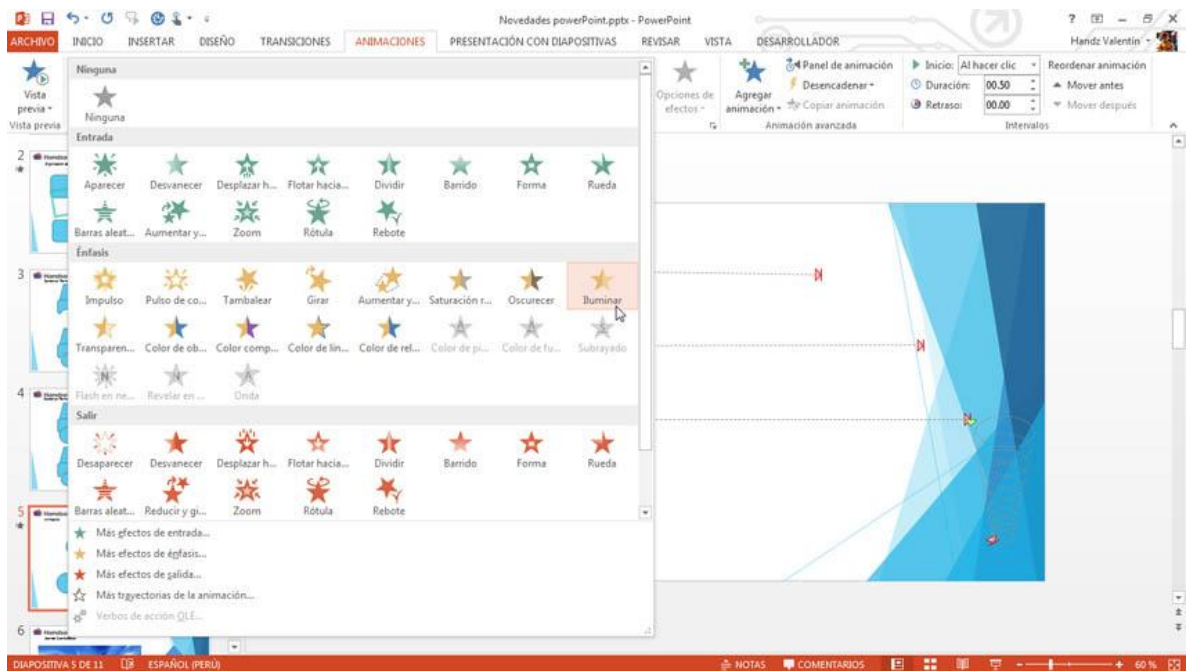 Novedades powerPoint.pptx - PowerPoint
ARCHIVO INICIO INSERTAR DISEÑO TRANSICIONES ANIMACIONES PRESENTACIÓN CON DIAPOSITIVAS REVISAR VISTA DESARROLLADOR Handz Valentin
Vista previa
Vista previa
Opciones de efectos
Agregar animación
Panel de animación
Desencadenar
Copiar animación
Animación avanzada
Inicio: Al hacer clic
Duración: 00.50
Retraso: 00.00
Intervalos
Reordenar animación
Mover antes
Mover después
Ninguna
Ninguna
Entrada
Aparecer Desvanecer Desplazar h... Flotar hacia... Dividir Barrido Forma Rueda
Barras aleat... Aumentar y... Zoom Rótula Rebote
Énfasis
Impulso Pulso de co... Tambalear Girar Aumentar y... Saturación r... Oscurecer Iluminar
Transparen... Color de ob... Color comp... Color de lin... Color de rel... Color de pi... Color de fu... Subrayado
Flash en ne... Revelar en ... Onda
Salir
Desaparecer Desvanecer Desplazar h... Flotar hacia... Dividir Barrido Forma Rueda
Barras aleat... Reducir y gi... Zoom Rótula Rebote
Más efectos de entrada...
Más efectos de énfasis...
Más efectos de salida...
Más trayectorias de la animación...
Verbos de acción OLE...
2
3
4
5
6
DIAPOSITIVA 5 DE 11 ESPAÑOL (PERÚ) NOTAS COMENTARIOS 60 %